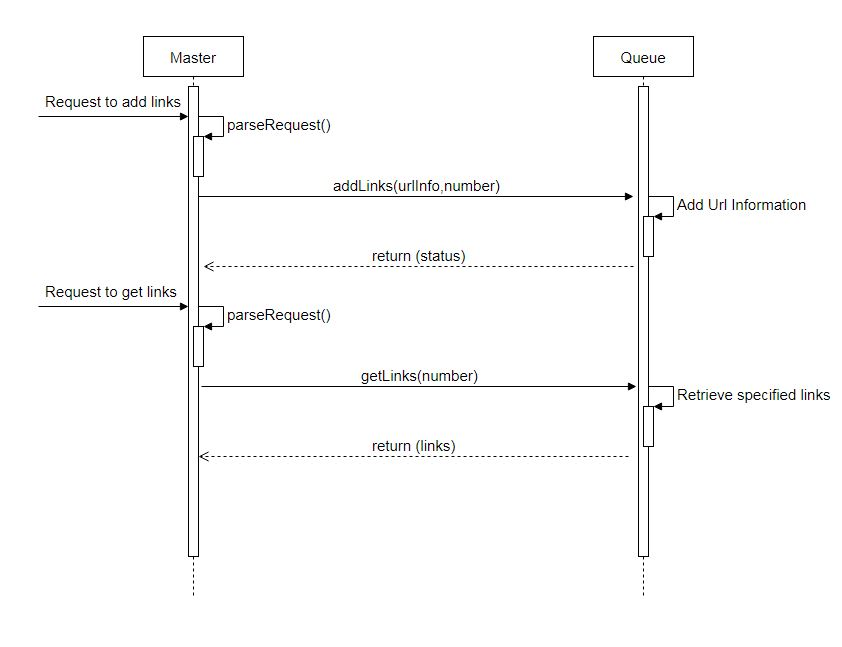 Master
Queue
Request to add links
parseRequest()
addLinks(urlInfo,number)
Add Url Information
return (status)
Request to get links
parseRequest()
getLinks(number)
Retrieve specified links
return (links)